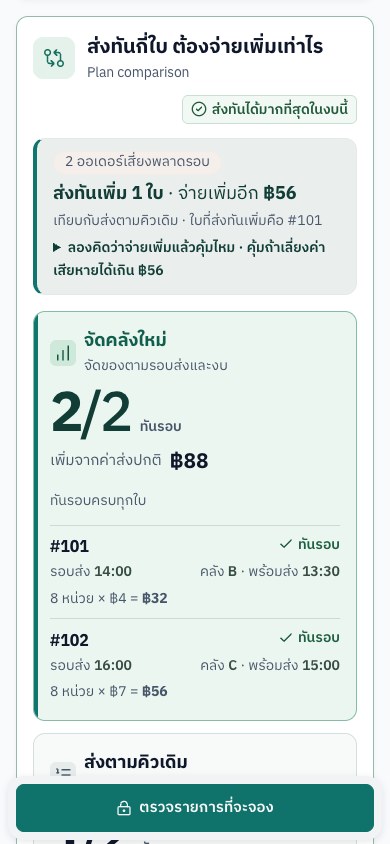 ส่งทันกี่ใบ ต้องจ่ายเพิ่มเท่าไร
Plan comparison
ส่งทันได้มากที่สุดในงบนี้
2 ออเดอร์เสี่ยงพลาดรอบ
ส่งทันเพิ่ม 1 ใบ · จ่ายเพิ่มอีก ฿56
เทียบกับส่งตามคิวเดิม · ใบที่ส่งทันเพิ่มคือ #101
ลองคิดว่าจ่ายเพิ่มแล้วคุ้มไหม · คุ้มถ้าเลี่ยงค่า
เสียหายได้เกิน ฿56
จัดคลังใหม่
จัดของตามรอบส่งและงบ
2/2 ทันรอบ
เพิ่มจากค่าส่งปกติ ฿88
ทันรอบครบทุกใบ
#101 ทันรอบ
รอบส่ง 14:00 คลัง B · พร้อมส่ง 13:30
8 หน่วย × ฿4 = ฿32
#102 ทันรอบ
รอบส่ง 16:00 คลัง C · พร้อมส่ง 15:00
8 หน่วย × ฿7 = ฿56
ส่งตามคิวเดิม
ตรวจรายการที่จะจอง